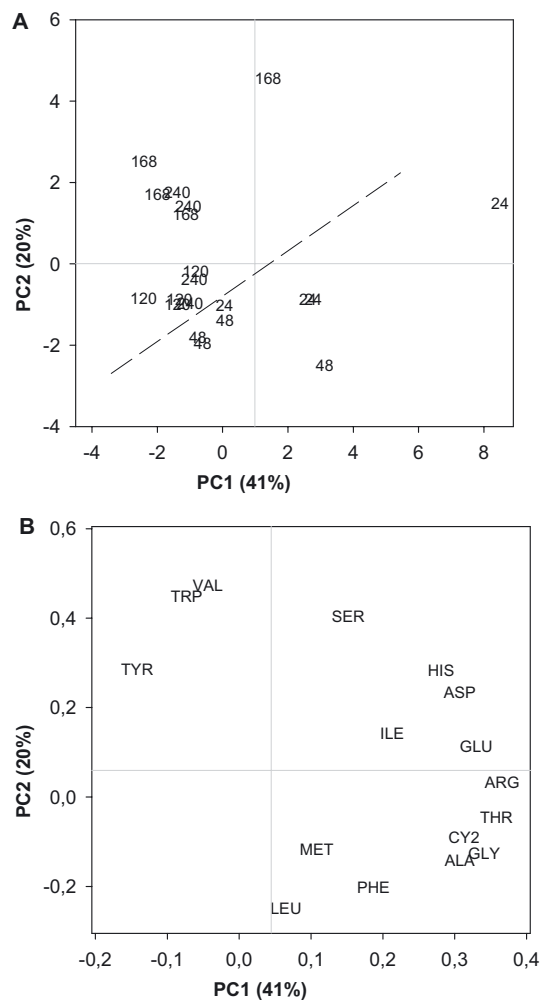 A
6
4
2
0
-2
-4
PC2 (20%)
168
168
168
240
240
168
24
120
240
120
120
120
240
24
48
48
48
24
24
48
-4 -2 0 2 4 6 8
PC1 (41%)
B
0,6
0,4
0,2
0,0
-0,2
PC2 (20%)
VAL
TRP
SER
TYR
HIS
ASP
ILE
GLU
ARG
THR
CY2
MET
GLY
ALA
PHE
LEU
-0,2 -0,1 0,0 0,1 0,2 0,3 0,4
PC1 (41%)